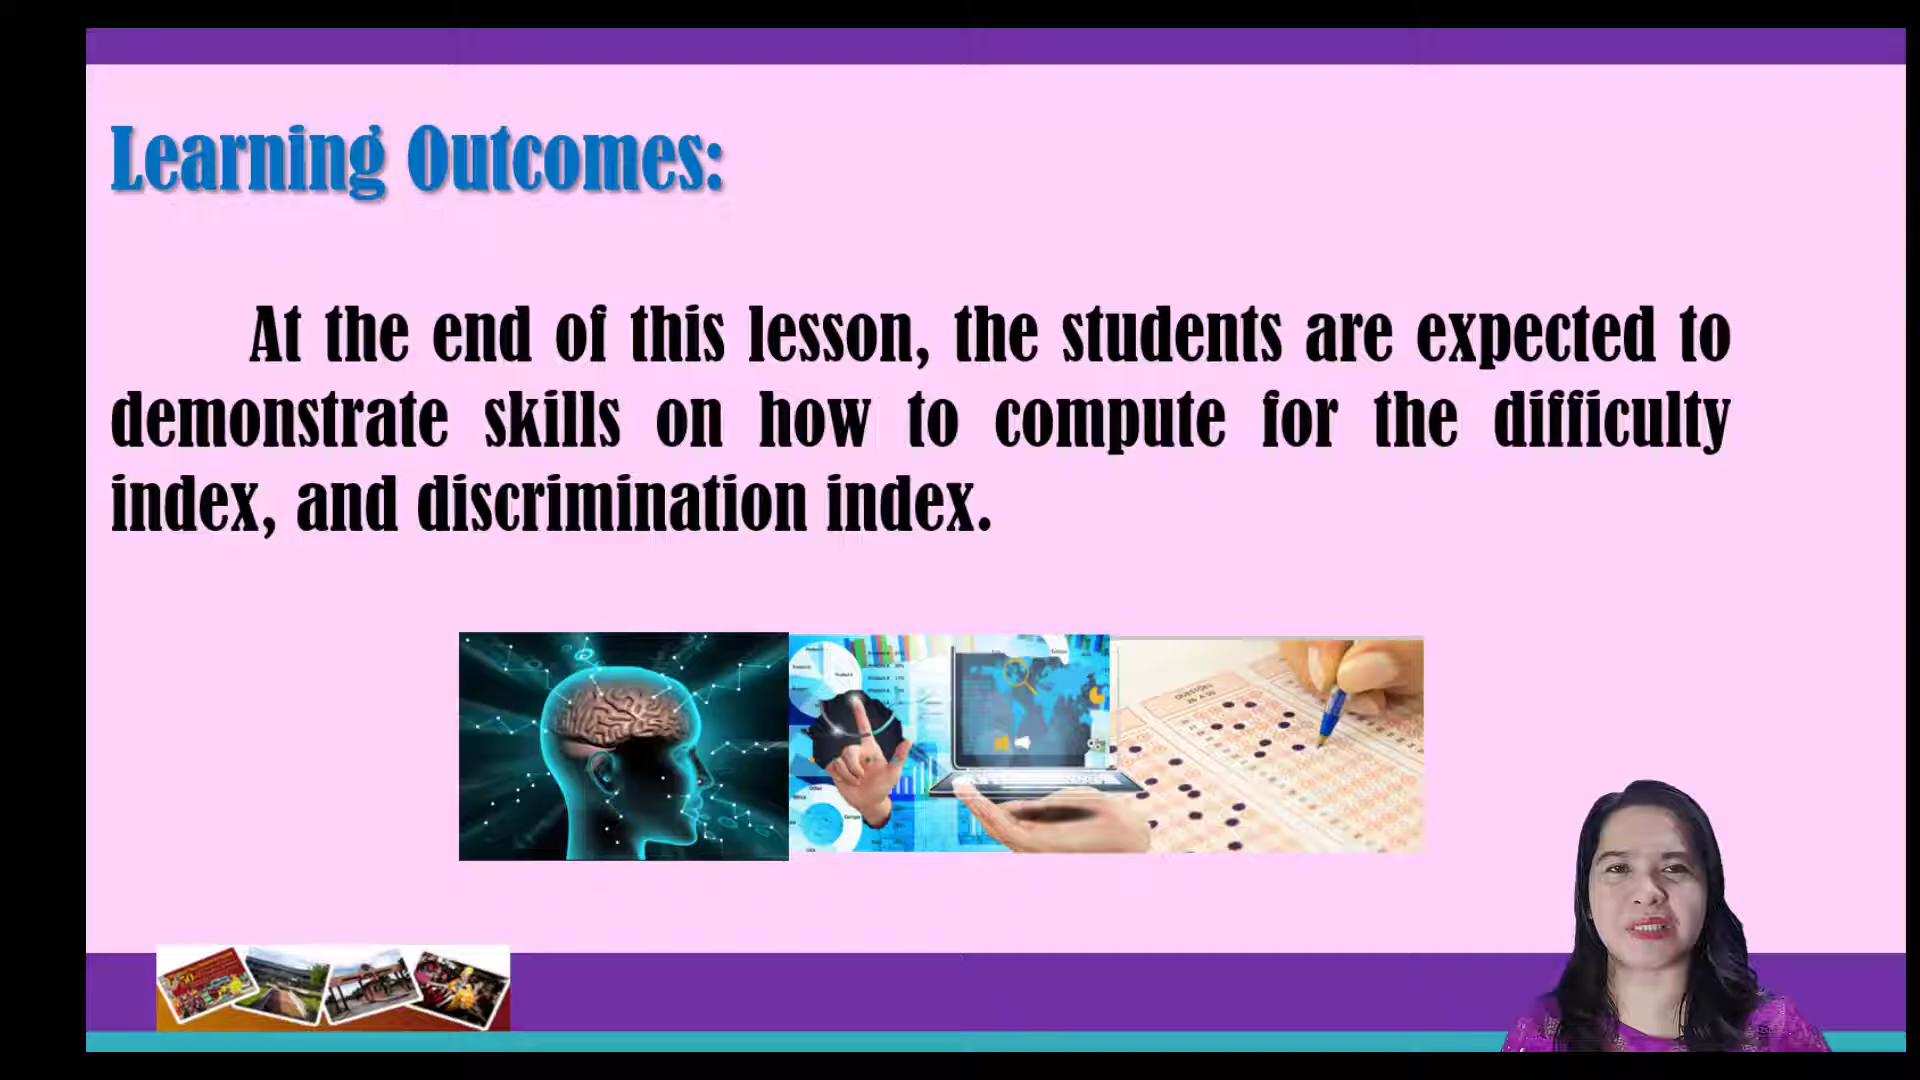 Learning Outcomes:
At the end of this lesson, the students are expected to
demonstrate skills on how to compute for the difficulty
index, and discrimination index.